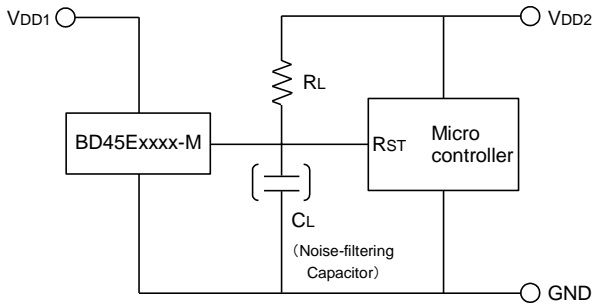 VDD1
VDD2
RL
BD45Exxxx-M
RST
Micro
controller
CL
（Noise-filtering
Capacitor）
GND